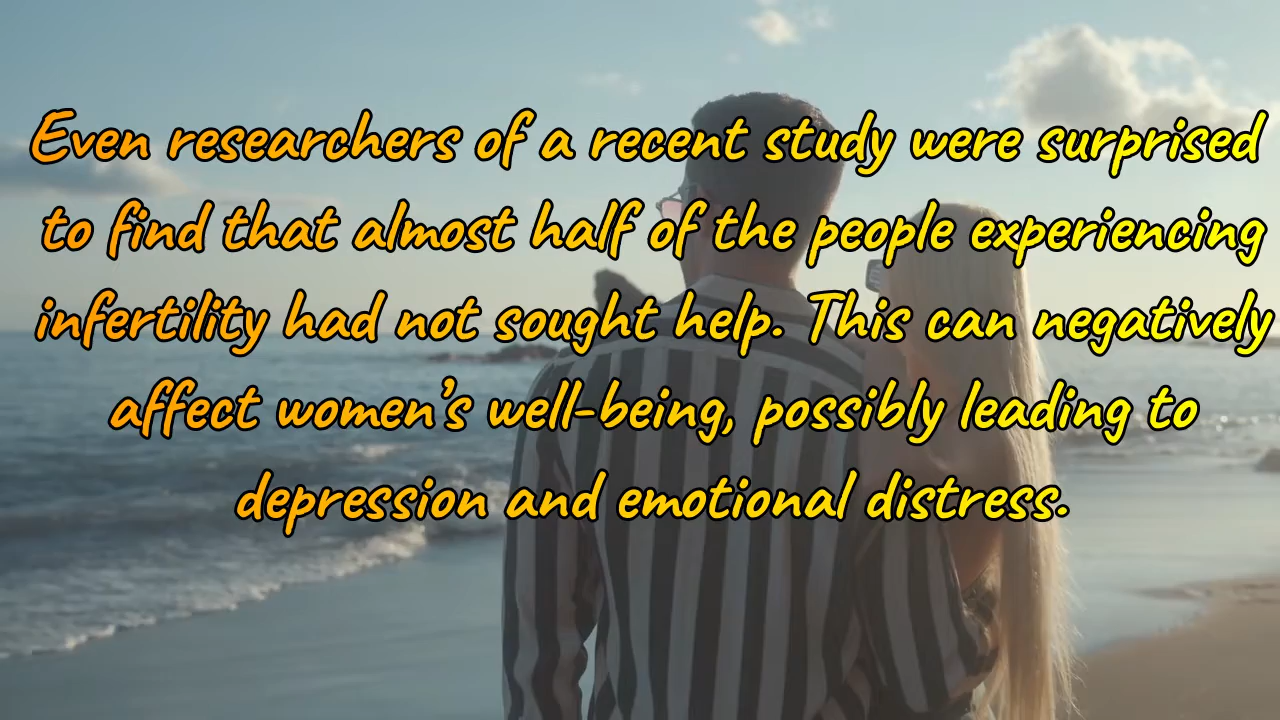 Even researchers of a recent study were surprised
to find that almost half of the people experiencing
infertility had not sought help. This can negatively
affect women’s well-being, possibly leading to
depression and emotional distress.